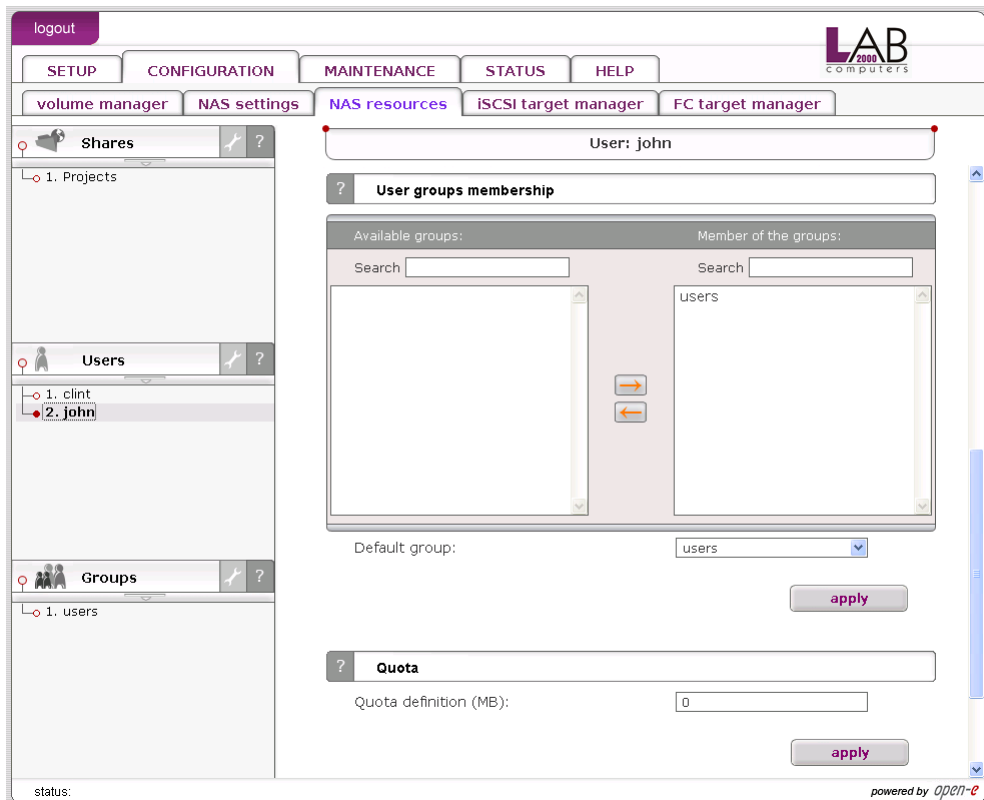 logout
LAB
2000
computers
SETUP CONFIGURATION MAINTENANCE STATUS HELP
volume manager NAS settings NAS resources iSCSI target manager FC target manager
Shares ?
1. Projects
Users ?
1. clint
2. john
Groups ?
1. users
User: john
? User groups membership
Available groups: Member of the groups:
Search Search
users
Default group: users
apply
? Quota
Quota definition (MB): 0
apply
status: powered by open-e